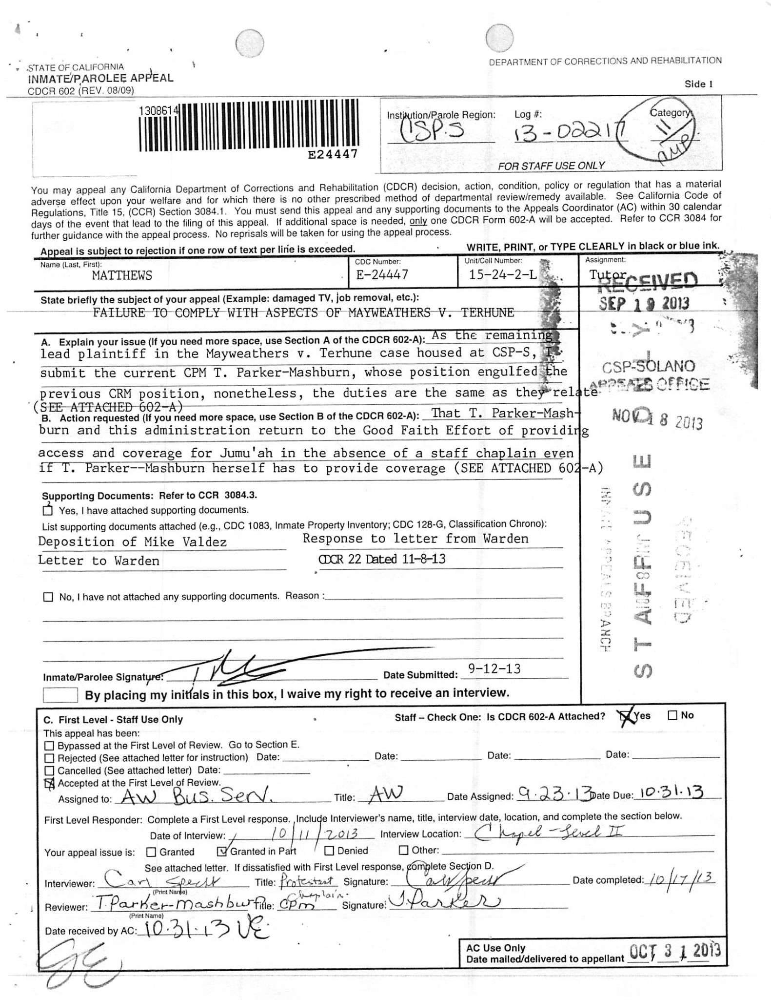 STATE OF CALIFORNIA
INMATE/PAROLEE APPEAL
CDCR 602 (REV. 08/09)
DEPARTMENT OF CORRECTIONS AND REHABILITATION
Side 1
1308614
E24447
Institution/Parole Region: Log #: Category
CSP.S 13-02217 11
FOR STAFF USE ONLY
You may appeal any California Department of Corrections and Rehabilitation (CDCR) decision, action, condition, policy or regulation that has a material
adverse effect upon your welfare and for which there is no other prescribed method of departmental review/remedy available. See California Code of
Regulations, Title 15, (CCR) Section 3084.1. You must send this appeal and any supporting documents to the Appeals Coordinator (AC) within 30 calendar
days of the event that lead to the filing of this appeal. If additional space is needed, only one CDCR Form 602-A will be accepted. Refer to CCR 3084 for
further guidance with the appeal process. No reprisals will be taken for using the appeal process.
Appeal is subject to rejection if one row of text per line is exceeded. WRITE, PRINT, or TYPE CLEARLY in black or blue ink.
Name (Last, First): CDC Number: Unit/Cell Number: Assignment:
MATTHEWS E-24447 15-24-2-L Tutor
RECEIVED
SEP 19 2013
State briefly the subject of your appeal (Example: damaged TV, job removal, etc.):
FAILURE TO COMPLY WITH ASPECTS OF MAYWEATHERS V. TERHUNE
A. Explain your issue (If you need more space, use Section A of the CDCR 602-A): As the remaining
lead plaintiff in the Mayweathers v. Terhune case housed at CSP-S, I
submit the current CPM T. Parker-Mashburn, whose position engulfed the
previous CRM position, nonetheless, the duties are the same as they relate
(SEE ATTACHED 602-A)
CSP-SOLANO
APPEALS OFFICE
NOV 18 2013
B. Action requested (If you need more space, use Section B of the CDCR 602-A): That T. Parker-Mash-
burn and this administration return to the Good Faith Effort of providing
access and coverage for Jumu'ah in the absence of a staff chaplain even
if T. Parker--Mashburn herself has to provide coverage (SEE ATTACHED 602-A)
Supporting Documents: Refer to CCR 3084.3.
2
Yes, I have attached supporting documents.
List supporting documents attached (e.g., CDC 1083, Inmate Property Inventory; CDC 128-G, Classification Chrono):
Deposition of Mike Valdez Response to letter from Warden
Letter to Warden CDCR 22 Dated 11-8-13
No, I have not attached any supporting documents. Reason :
STAFF USE
INMATE APPEALS BRANCH
RECEIVED
Inmate/Parolee Signature: Date Submitted: 9-12-13
By placing my initials in this box, I waive my right to receive an interview.
C. First Level - Staff Use Only Staff – Check One: Is CDCR 602-A Attached? Yes No
This appeal has been:
Bypassed at the First Level of Review. Go to Section E.
Rejected (See attached letter for instruction) Date: Date: Date: Date:
Cancelled (See attached letter) Date:
Accepted at the First Level of Review.
Assigned to: AW Bus. Serv. Title: AW Date Assigned: 9.23.13 Date Due: 10.31.13
First Level Responder: Complete a First Level response. Include Interviewer's name, title, interview date, location, and complete the section below.
Date of Interview: 10/11/2013 Interview Location: Chapel - Level II
Your appeal issue is: Granted Granted in Part Denied Other:
See attached letter. If dissatisfied with First Level response, complete Section D.
Interviewer: Carl Specht Title: Protestant Chaplain. Signature: Date completed: 10/17/13
(Print Name)
Reviewer: T. Parker-Mashburn Title: CPM Signature: T. Parker
(Print Name)
Date received by AC: 10.31.13 VE
AC Use Only
Date mailed/delivered to appellant OCT 31 2013